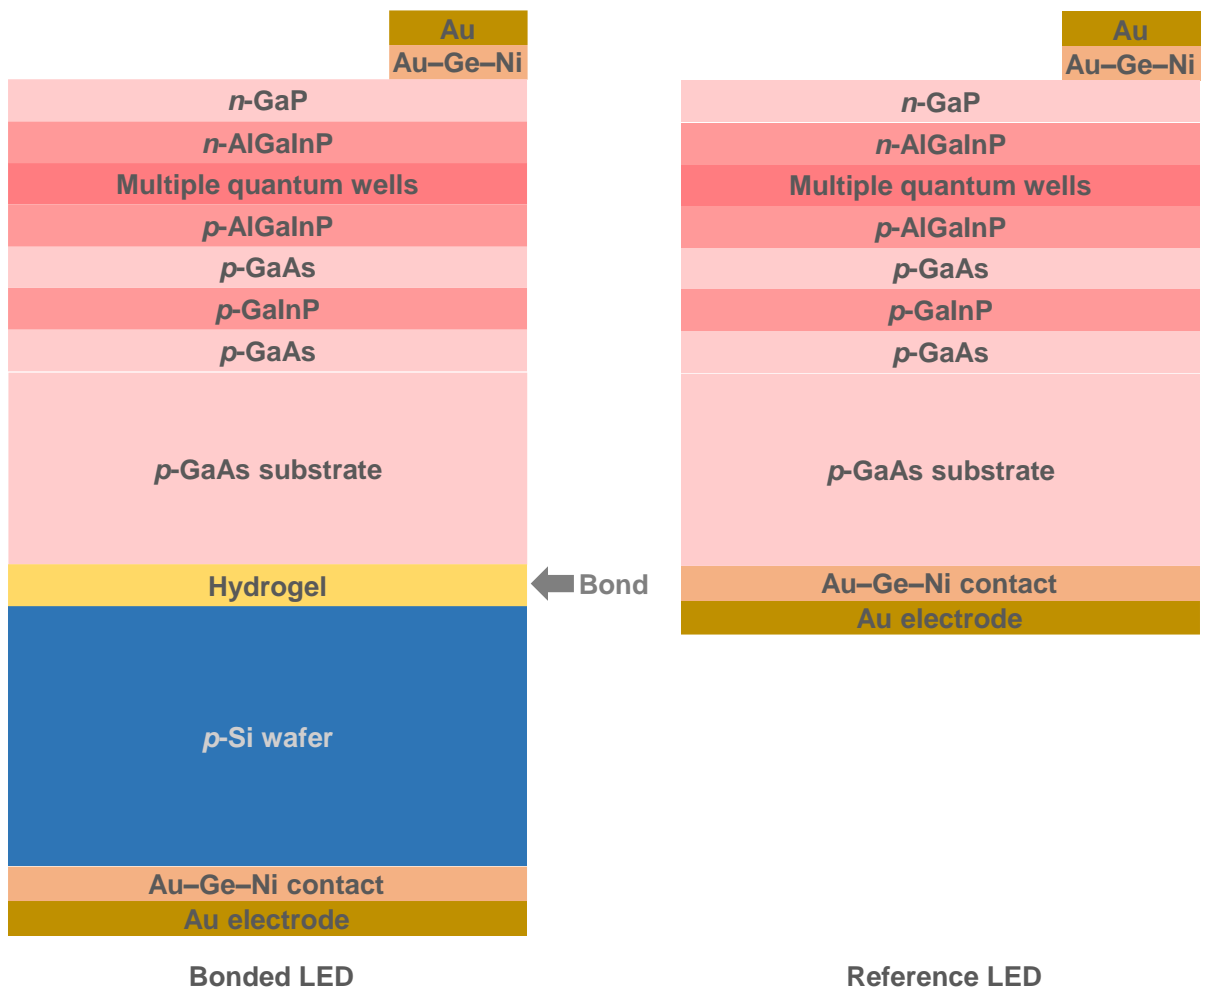 Au
Au–Ge–Ni
n-GaP
n-AlGaInP
Multiple quantum wells
p-AlGaInP
p-GaAs
p-GaInP
p-GaAs
p-GaAs substrate
Hydrogel
Bond
p-Si wafer
Au–Ge–Ni contact
Au electrode
Bonded LED
Au
Au–Ge–Ni
n-GaP
n-AlGaInP
Multiple quantum wells
p-AlGaInP
p-GaAs
p-GaInP
p-GaAs
p-GaAs substrate
Au–Ge–Ni contact
Au electrode
Reference LED